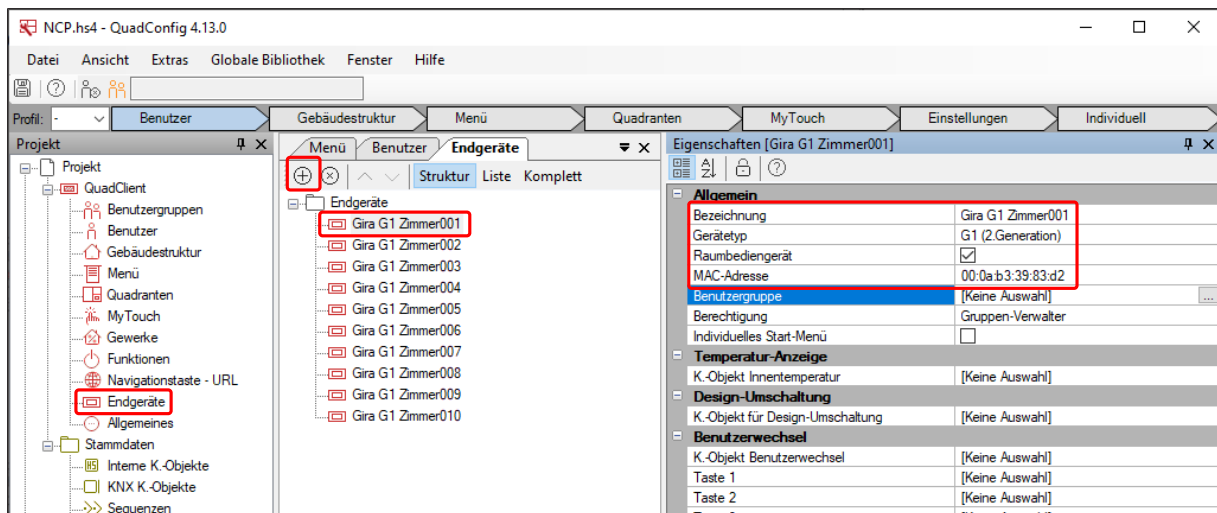 NCP.hs4 - QuadConfig 4.13.0
Datei Ansicht Extras Globale Bibliothek Fenster Hilfe
Profil: - Benutzer Gebäudestruktur Menü Quadranten MyTouch Einstellungen Individuell
Projekt
Projekt
QuadClient
Benutzergruppen
Benutzer
Gebäudestruktur
Menü
Quadranten
MyTouch
Gewerke
Funktionen
Navigationstaste - URL
Endgeräte
Allgemeines
Stammdaten
HS Interne K.-Objekte
KNX K.-Objekte
Sequenzen
Menü Benutzer Endgeräte
Struktur Liste Komplett
Endgeräte
Gira G1 Zimmer001
Gira G1 Zimmer002
Gira G1 Zimmer003
Gira G1 Zimmer004
Gira G1 Zimmer005
Gira G1 Zimmer006
Gira G1 Zimmer007
Gira G1 Zimmer008
Gira G1 Zimmer009
Gira G1 Zimmer010
Eigenschaften [Gira G1 Zimmer001]
Allgemein
Bezeichnung Gira G1 Zimmer001
Gerätetyp G1 (2.Generation)
Raumbediengerät
MAC-Adresse 00:0a:b3:39:83:d2
Benutzergruppe [Keine Auswahl] ...
Berechtigung Gruppen-Verwalter
Individuelles Start-Menü
Temperatur-Anzeige
K.-Objekt Innentemperatur [Keine Auswahl]
Design-Umschaltung
K.-Objekt für Design-Umschaltung [Keine Auswahl]
Benutzerwechsel
K.-Objekt Benutzerwechsel [Keine Auswahl]
Taste 1 [Keine Auswahl]
Taste 2 [Keine Auswahl]